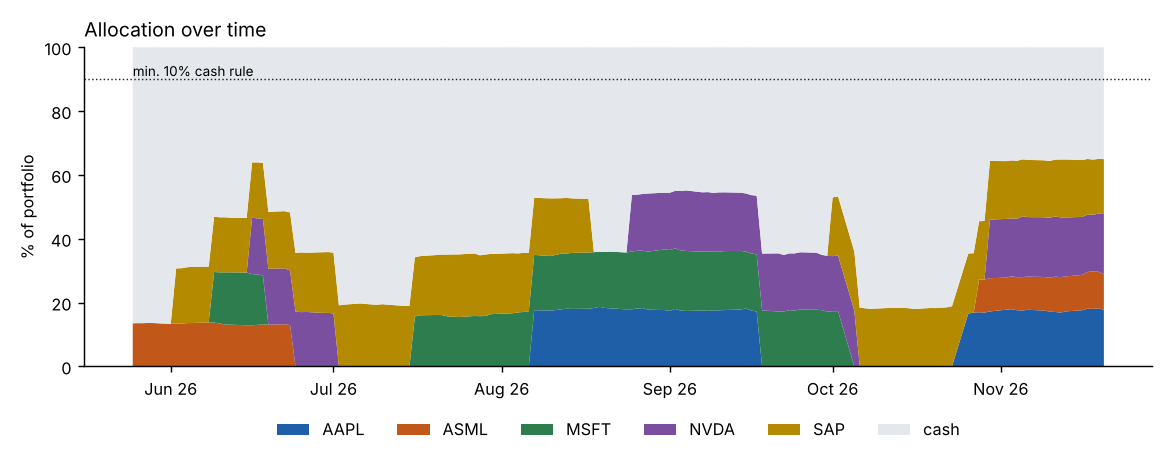 Allocation over time
100
80
60
40
20
0
% of portfolio
min. 10% cash rule
Jun 26 Jul 26 Aug 26 Sep 26 Oct 26 Nov 26
AAPL ASML MSFT NVDA SAP cash